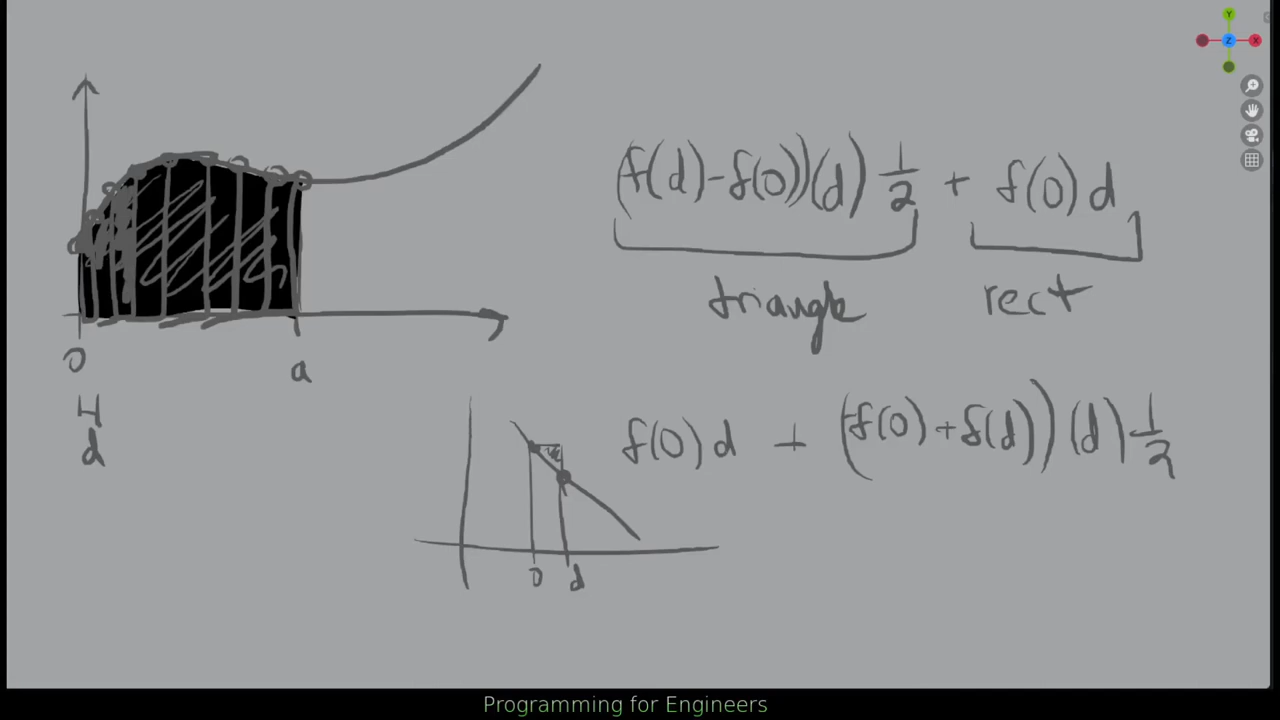 (f(d)-f(0))(d) 1/2 + f(0) d
triangle rect
0 a
d
f(0) d + (f(0)+f(d))(d) 1/2
0 d
Programming for Engineers
Y
X Z X